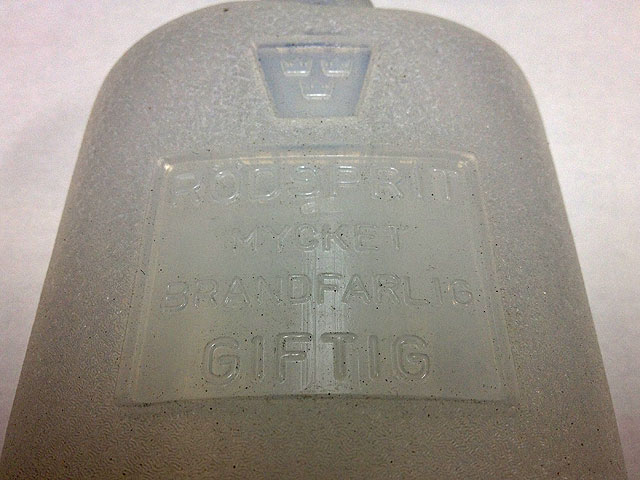 RÖDSPRIT
MYCKET
BRANDFARLIG
GIFTIG